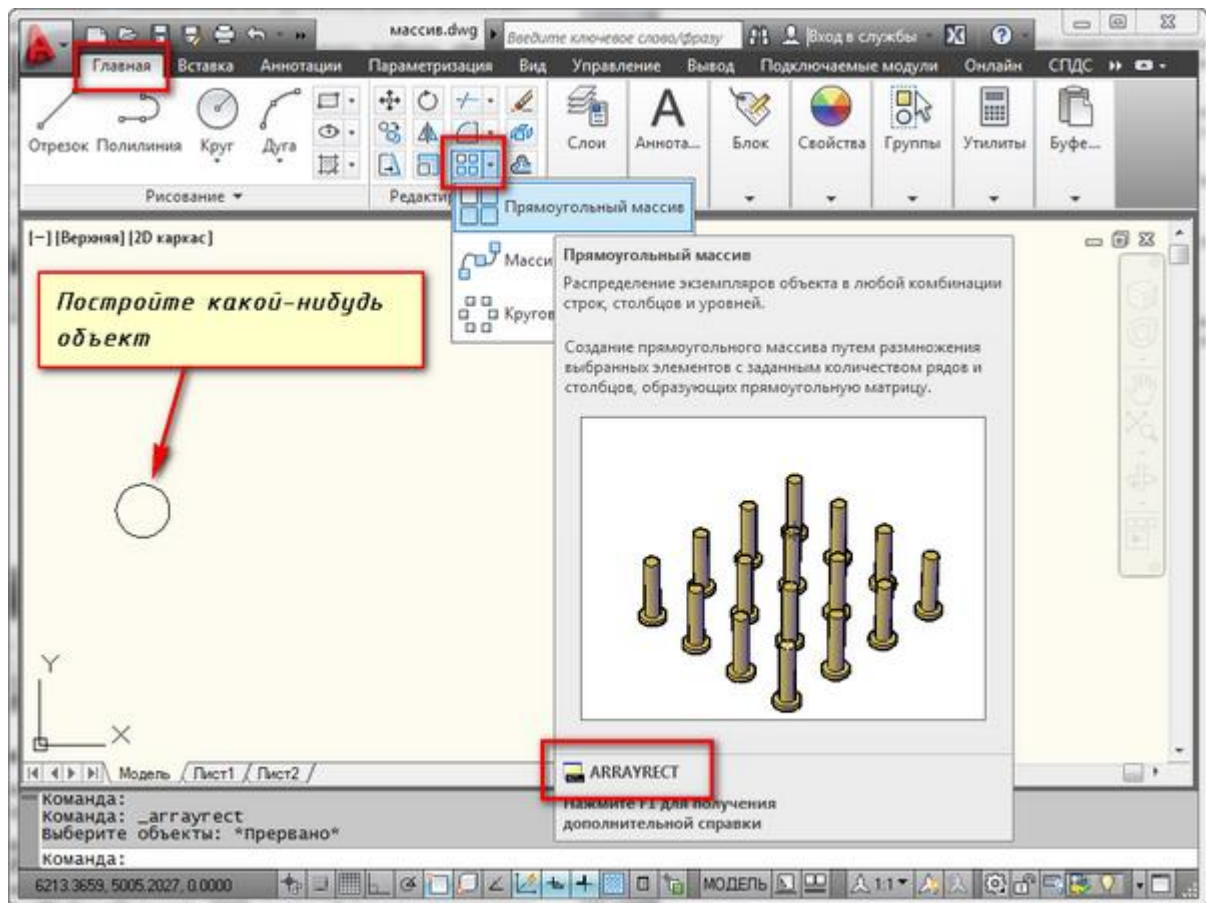 массив.dwg
Введите ключевое слово/фразу
Вход в службы
Главная Вставка Аннотации Параметризация Вид Управление Вывод Подключаемые модули Онлайн СПДС
Отрезок Полилиния Круг Дуга
Слои Аннота... Блок Свойства Группы Утилиты Буфе...
Рисование
Прямоугольный массив
[−] [Верхняя] [2D каркас]
Постройте какой-нибудь
объект
Прямоугольный массив
Распределение экземпляров объекта в любой комбинации
строк, столбцов и уровней.
Создание прямоугольного массива путем размножения
выбранных элементов с заданным количеством рядов и
столбцов, образующих прямоугольную матрицу.
Y
X
ARRAYRECT
Нажмите F1 для получения
дополнительной справки
Модель Лист1 Лист2
Команда:
Команда: _arrayrect
Выберите объекты: *Прервано*
Команда:
6213.3659, 5005.2027, 0.0000
МОДЕЛЬ
1:1